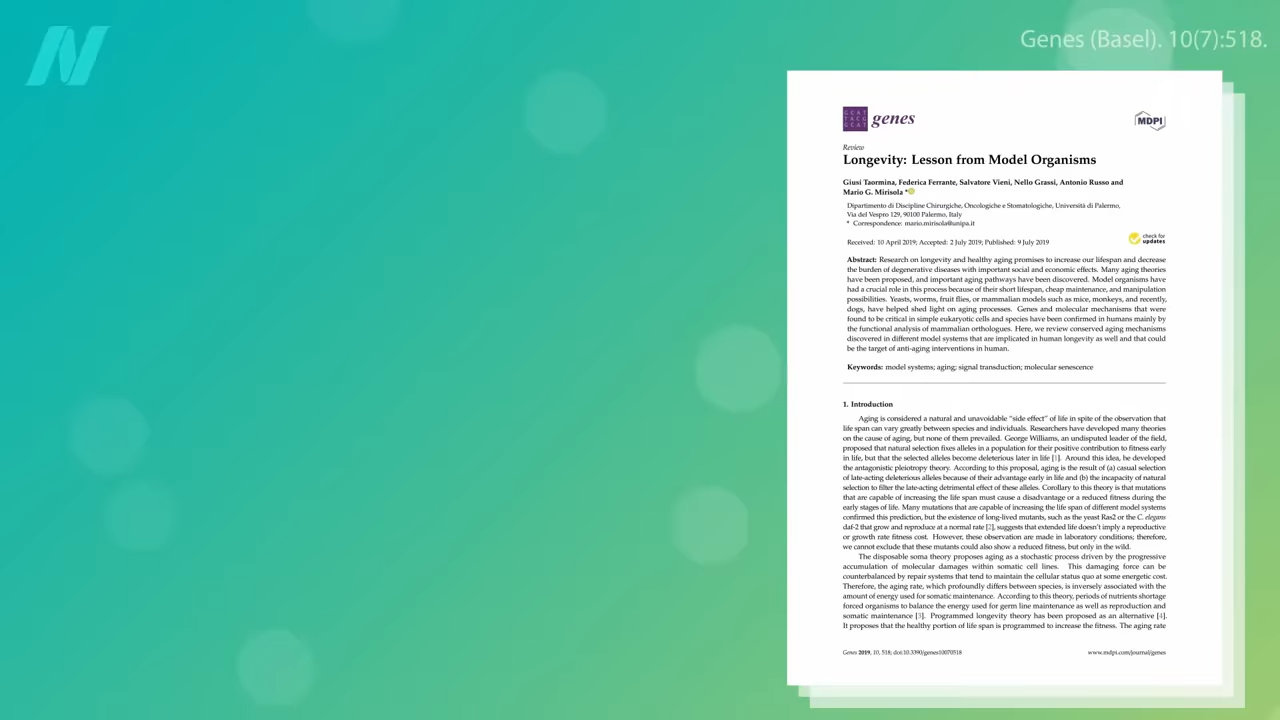 Genes (Basel). 10(7):518.
genes
MDPI
Review
Longevity: Lesson from Model Organisms
Giusi Taormina, Federica Ferrante, Salvatore Vieni, Nello Grassi, Antonio Russo and
Mario G. Mirisola *
Dipartimento di Discipline Chirurgiche, Oncologiche e Stomatologiche, Università di Palermo,
Via del Vespro 129, 90100 Palermo, Italy
* Correspondence: mario.mirisola@unipa.it
Received: 10 April 2019; Accepted: 2 July 2019; Published: 9 July 2019
check for
updates
Abstract: Research on longevity and healthy aging promises to increase our lifespan and decrease
the burden of degenerative diseases with important social and economic effects. Many aging theories
have been proposed, and important aging pathways have been discovered. Model organisms have
had a crucial role in this process because of their short lifespan, cheap maintenance, and manipulation
possibilities. Yeasts, worms, fruit flies, or mammalian models such as mice, monkeys, and recently,
dogs, have helped shed light on aging processes. Genes and molecular mechanisms that were
found to be critical in simple eukaryotic cells and species have been confirmed in humans mainly by
the functional analysis of mammalian orthologues. Here, we review conserved aging mechanisms
discovered in different model systems that are implicated in human longevity as well and that could
be the target of anti-aging interventions in human.
Keywords: model systems; aging; signal transduction; molecular senescence
1. Introduction
Aging is considered a natural and unavoidable “side effect” of life in spite of the observation that
life span can vary greatly between species and individuals. Researchers have developed many theories
on the cause of aging, but none of them prevailed. George Williams, an undisputed leader of the field,
proposed that natural selection fixes alleles in a population for their positive contribution to fitness early
in life, but that the selected alleles become deleterious later in life [1]. Around this idea, he developed
the antagonistic pleiotropy theory. According to this proposal, aging is the result of (a) casual selection
of late-acting deleterious alleles because of their advantage early in life and (b) the incapacity of natural
selection to filter the late-acting detrimental effect of these alleles. Corollary to this theory is that mutations
that are capable of increasing the life span must cause a disadvantage or a reduced fitness during the
early stages of life. Many mutations that are capable of increasing the life span of different model systems
confirmed this prediction, but the existence of long-lived mutants, such as the yeast Ras2 or the C. elegans
daf-2 that grow and reproduce at a normal rate [2], suggests that extended life doesn’t imply a reproductive
or growth rate fitness cost. However, these observation are made in laboratory conditions; therefore,
we cannot exclude that these mutants could also show a reduced fitness, but only in the wild.
The disposable soma theory proposes aging as a stochastic process driven by the progressive
accumulation of molecular damages within somatic cell lines. This damaging force can be
counterbalanced by repair systems that tend to maintain the cellular status quo at some energetic cost.
Therefore, the aging rate, which profoundly differs between species, is inversely associated with the
amount of energy used for somatic maintenance. According to this theory, periods of nutrients shortage
forced organisms to balance the energy used for germ line maintenance as well as reproduction and
somatic maintenance [3]. Programmed longevity theory has been proposed as an alternative [4].
It proposes that the healthy portion of life span is programmed to increase the fitness. The aging rate
Genes 2019, 10, 518; doi:10.3390/genes10070518
www.mdpi.com/journal/genes